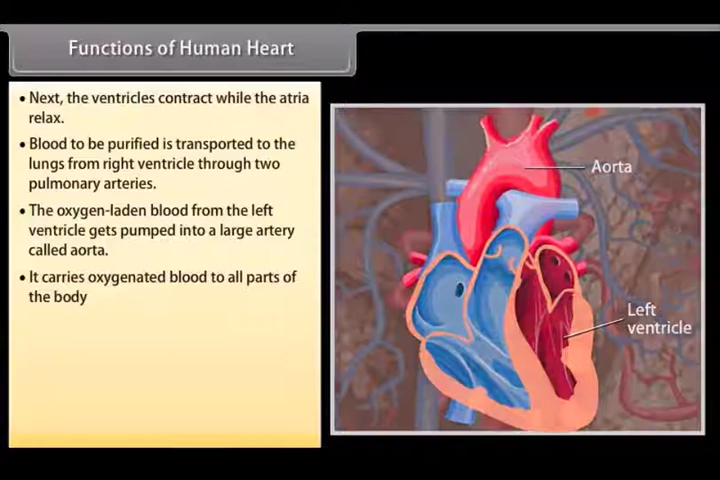 Functions of Human Heart
• Next, the ventricles contract while the atria
relax.
• Blood to be purified is transported to the
lungs from right ventricle through two
pulmonary arteries.
• The oxygen-laden blood from the left
ventricle gets pumped into a large artery
called aorta.
• It carries oxygenated blood to all parts of
the body
Aorta
Left
ventricle